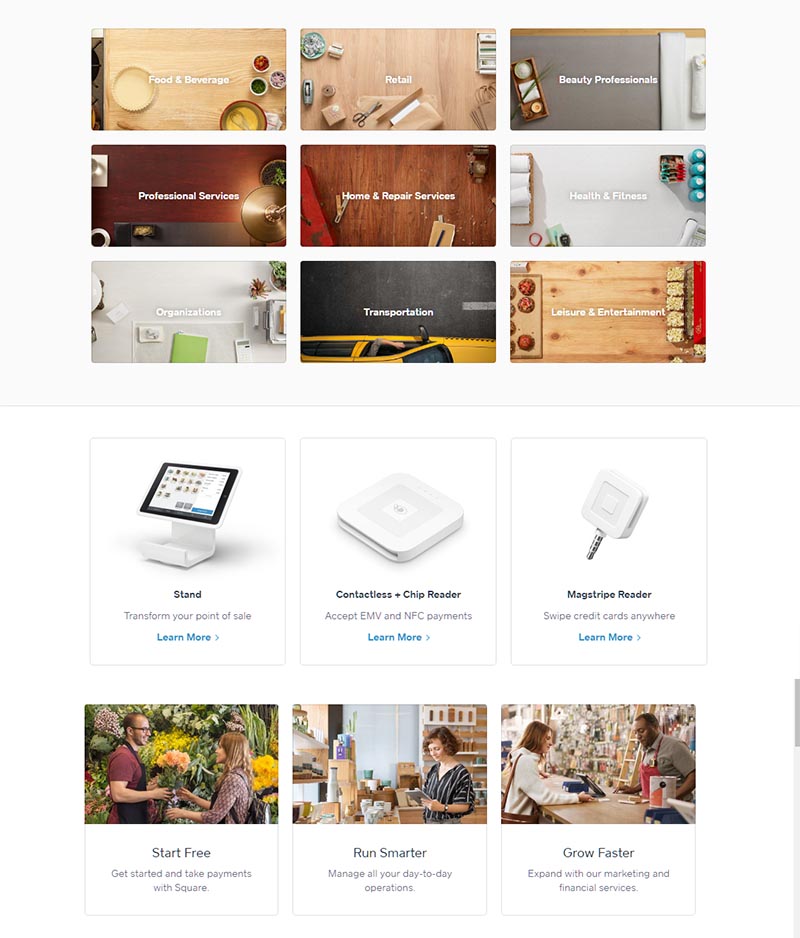 Food & Beverage
Retail
Beauty Professionals
Professional Services
Home & Repair Services
Health & Fitness
Organizations
Transportation
Leisure & Entertainment
Stand
Transform your point of sale
Learn More >
Contactless + Chip Reader
Accept EMV and NFC payments
Learn More >
Magstripe Reader
Swipe credit cards anywhere
Learn More >
Start Free
Get started and take payments
with Square.
Run Smarter
Manage all your day-to-day
operations.
Grow Faster
Expand with our marketing and
financial services.